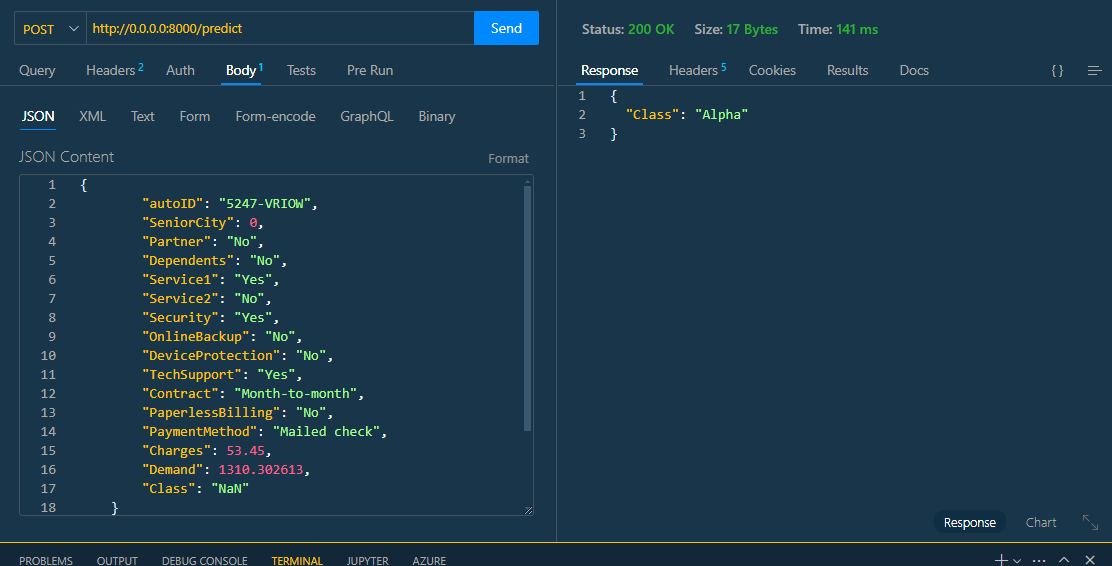 POST http://0.0.0.0:8000/predict Send
Query Headers 2 Auth Body 1 Tests Pre Run
JSON XML Text Form Form-encode GraphQL Binary
JSON Content Format
1 {
2 "autoID": "5247-VRIOW",
3 "SeniorCity": 0,
4 "Partner": "No",
5 "Dependents": "No",
6 "Service1": "Yes",
7 "Service2": "No",
8 "Security": "Yes",
9 "OnlineBackup": "No",
10 "DeviceProtection": "No",
11 "TechSupport": "Yes",
12 "Contract": "Month-to-month",
13 "PaperlessBilling": "No",
14 "PaymentMethod": "Mailed check",
15 "Charges": 53.45,
16 "Demand": 1310.302613,
17 "Class": "NaN"
18 }
Status: 200 OK Size: 17 Bytes Time: 141 ms
Response Headers 5 Cookies Results Docs { }
1 {
2 "Class": "Alpha"
3 }
Response Chart
PROBLEMS OUTPUT DEBUG CONSOLE TERMINAL JUPYTER AZURE